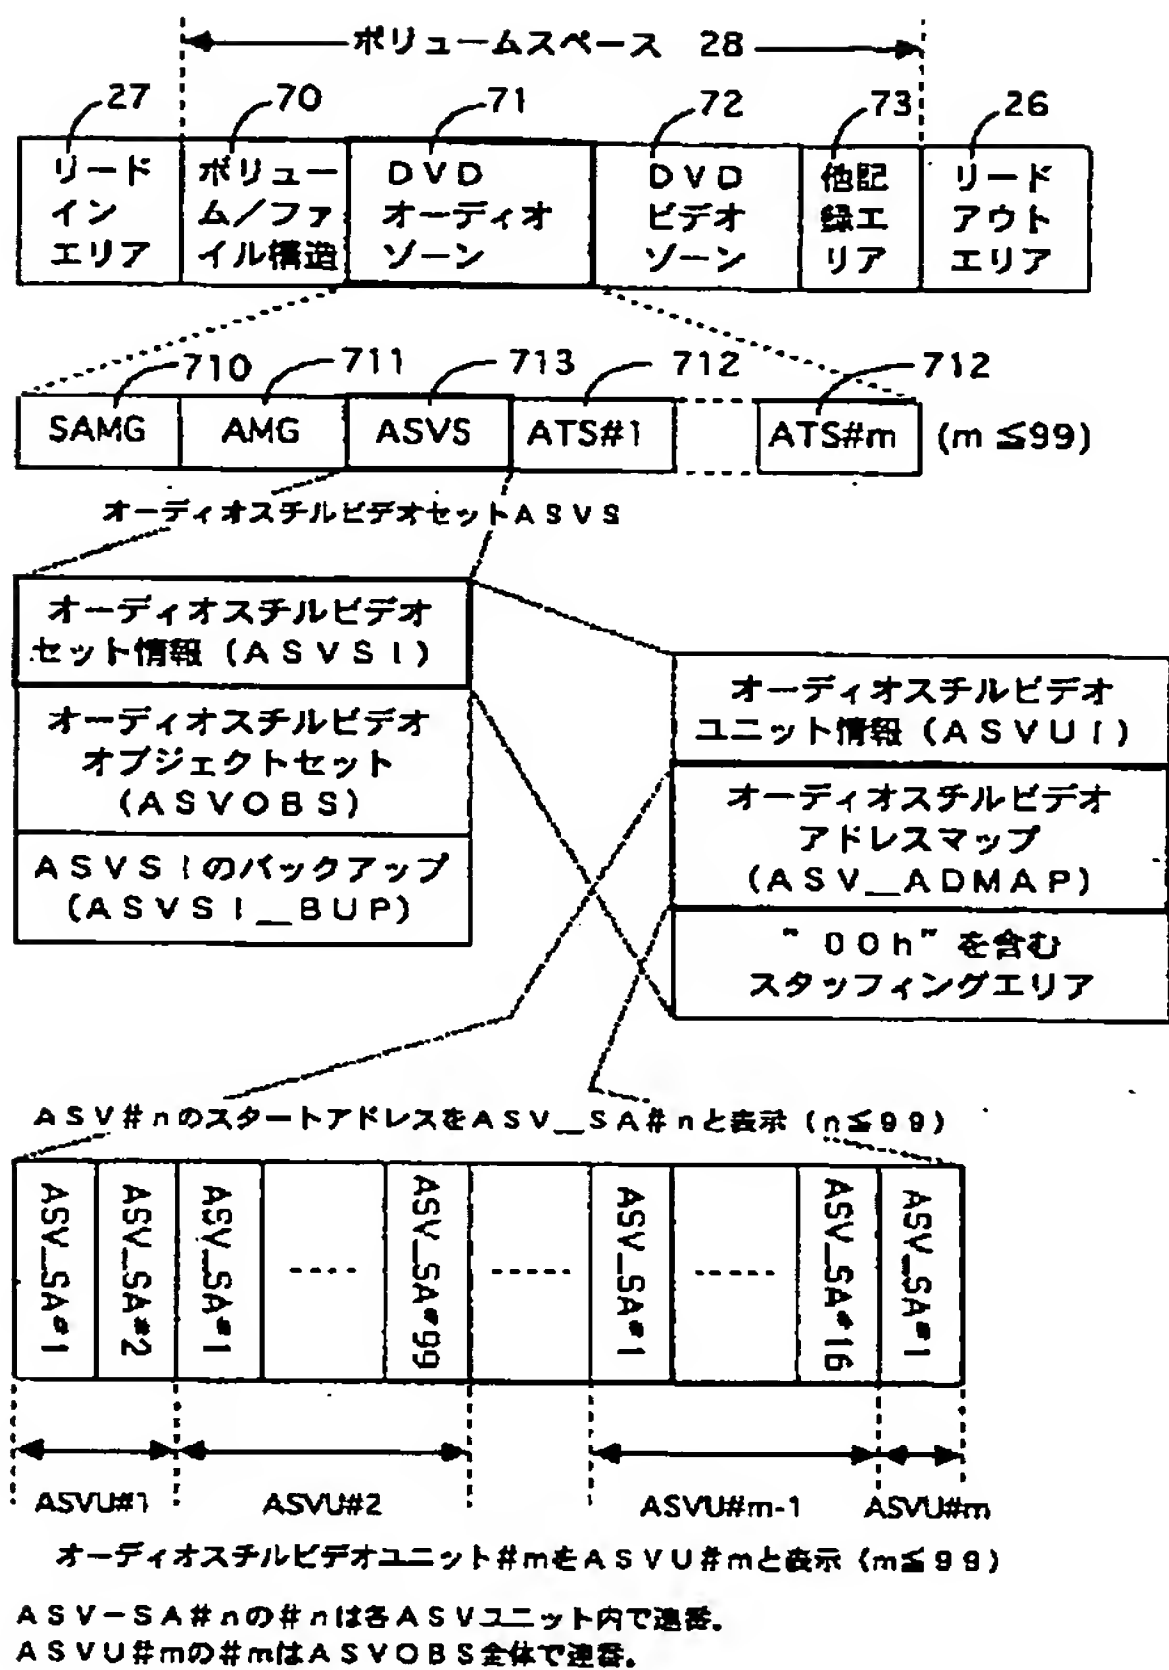 ボリュームスペース 28
27
70
71
72
73
26
リード
イン
エリア
ボリュー
ム/ファ
イル構造
DVD
オーディオ
ゾーン
DVD
ビデオ
ゾーン
他記
録エ
リア
リード
アウト
エリア
710
711
713
712
712
SAMG
AMG
ASVS
ATS#1
ATS#m
(m ≦99)
オーディオスチルビデオセットASVS
オーディオスチルビデオ
セット情報(ASVSI)
オーディオスチルビデオ
オブジェクトセット
(ASVOBS)
ASVSIのバックアップ
(ASVSI__BUP)
オーディオスチルビデオ
ユニット情報(ASVUI)
オーディオスチルビデオ
アドレスマップ
(ASV__ADMAP)
"00h"を含む
スタッフィングエリア
ASV#nのスタートアドレスをASV__SA#nと表示(n≦99)
ASV_SA#1
ASV_SA#2
ASV_SA#1
-----
ASV_SA#99
-----
ASV_SA#1
-----
ASV_SA#16
ASV_SA#1
ASVU#1
ASVU#2
ASVU#m-1
ASVU#m
オーディオスチルビデオユニット#mをASVU#mと表示(m≦99)
ASV-SA#nの#nは各ASVユニット内で連番。
ASVU#mの#mはASVOBS全体で連番。